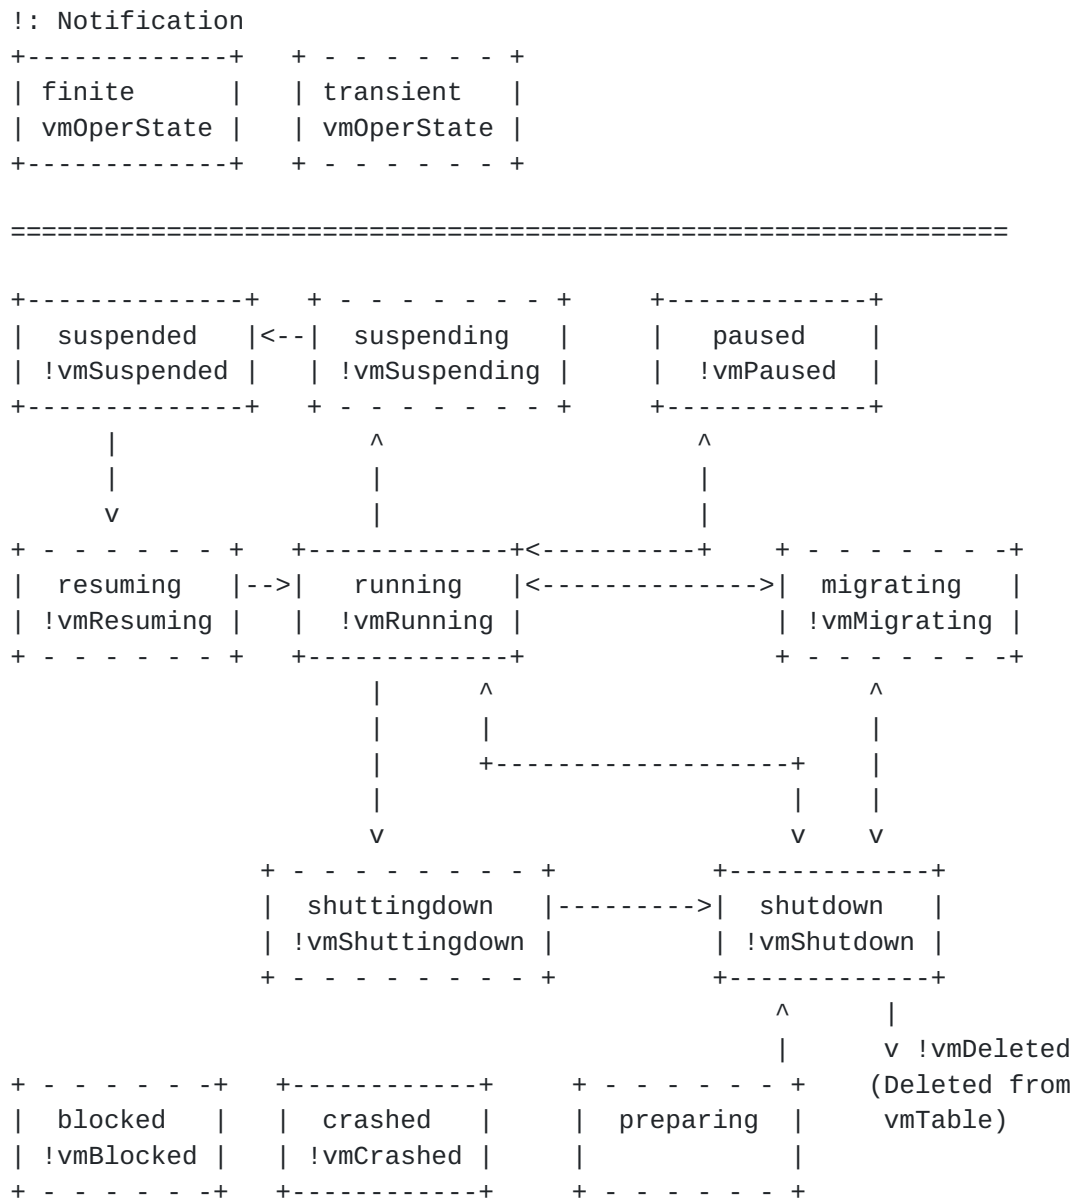 !: Notification
+-------------+   + - - - - - - +
| finite      |   | transient   |
| vmOperState |   | vmOperState |
+-------------+   + - - - - - - +
================================================================
+--------------+   + - - - - - - - +     +-------------+
|  suspended   |<--|  suspending   |     |   paused    |
| !vmSuspended |   | !vmSuspending |     |  !vmPaused  |
+--------------+   + - - - - - - - +     +-------------+
      |                ^                    ^
      |                |                    |
      v                |                    |
+ - - - - - - +   +-------------+<----------+    + - - - - - - -+
|  resuming   |-->|   running   |<-------------->|  migrating   |
| !vmResuming |   |  !vmRunning |                | !vmMigrating |
+ - - - - - - +   +-------------+                + - - - - - - -+
                       |      ^                        ^
                       |      |                        |
                       |      +-------------------+    |
                       |                          |    |
                       v                          v    v
                + - - - - - - - - +          +-------------+
                |  shuttingdown   |--------->|  shutdown   |
                | !vmShuttingdown |          | !vmShutdown |
                + - - - - - - - - +          +-------------+
                                                 ^      |
                                                 |      v !vmDeleted
+ - - - - - -+   +------------+     + - - - - - - +    (Deleted from
|  blocked   |   |  crashed   |     |  preparing  |     vmTable)
| !vmBlocked |   | !vmCrashed |     |             |
+ - - - - - -+   +------------+     + - - - - - - +